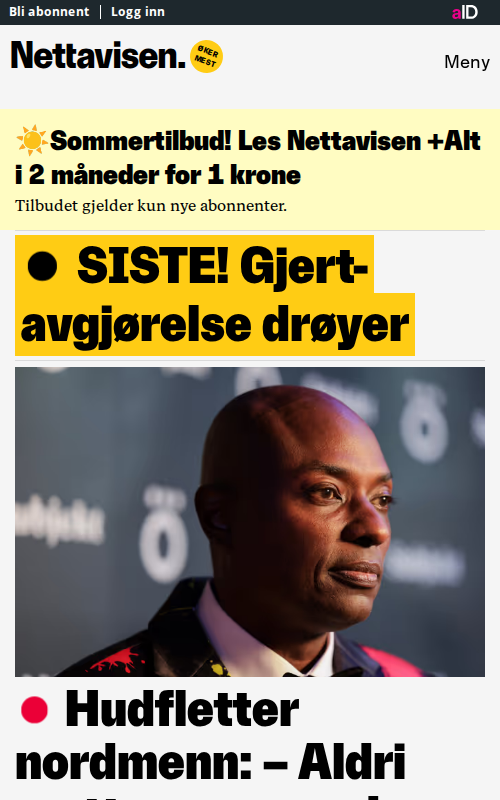 Bli abonnent
Logg inn
aID
Nettavisen.
ØKER
MEST
Meny
☀️Sommertilbud! Les Nettavisen +Alt
i 2 måneder for 1 krone
Tilbudet gjelder kun nye abonnenter.
● SISTE! Gjert-
avgjørelse drøyer
Hudfletter
nordmenn: – Aldri